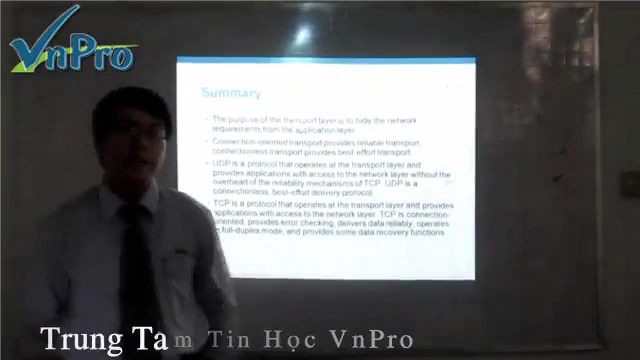 VnPro
Summary
The purpose of the transport layer is to hide the network
requirements from the application layer.
Connection-oriented transport provides reliable transport;
connectionless transport provides best-effort transport.
UDP is a protocol that operates at the transport layer and
provides applications with access to the network layer without the
overhead of the reliability mechanisms of TCP. UDP is a
connectionless, best-effort delivery protocol.
TCP is a protocol that operates at the transport layer and provides
applications with access to the network layer. TCP is connection-
oriented, provides error checking, delivers data reliably, operates
in full-duplex mode, and provides some data recovery functions.
Trung Tam Tin Học VnPro